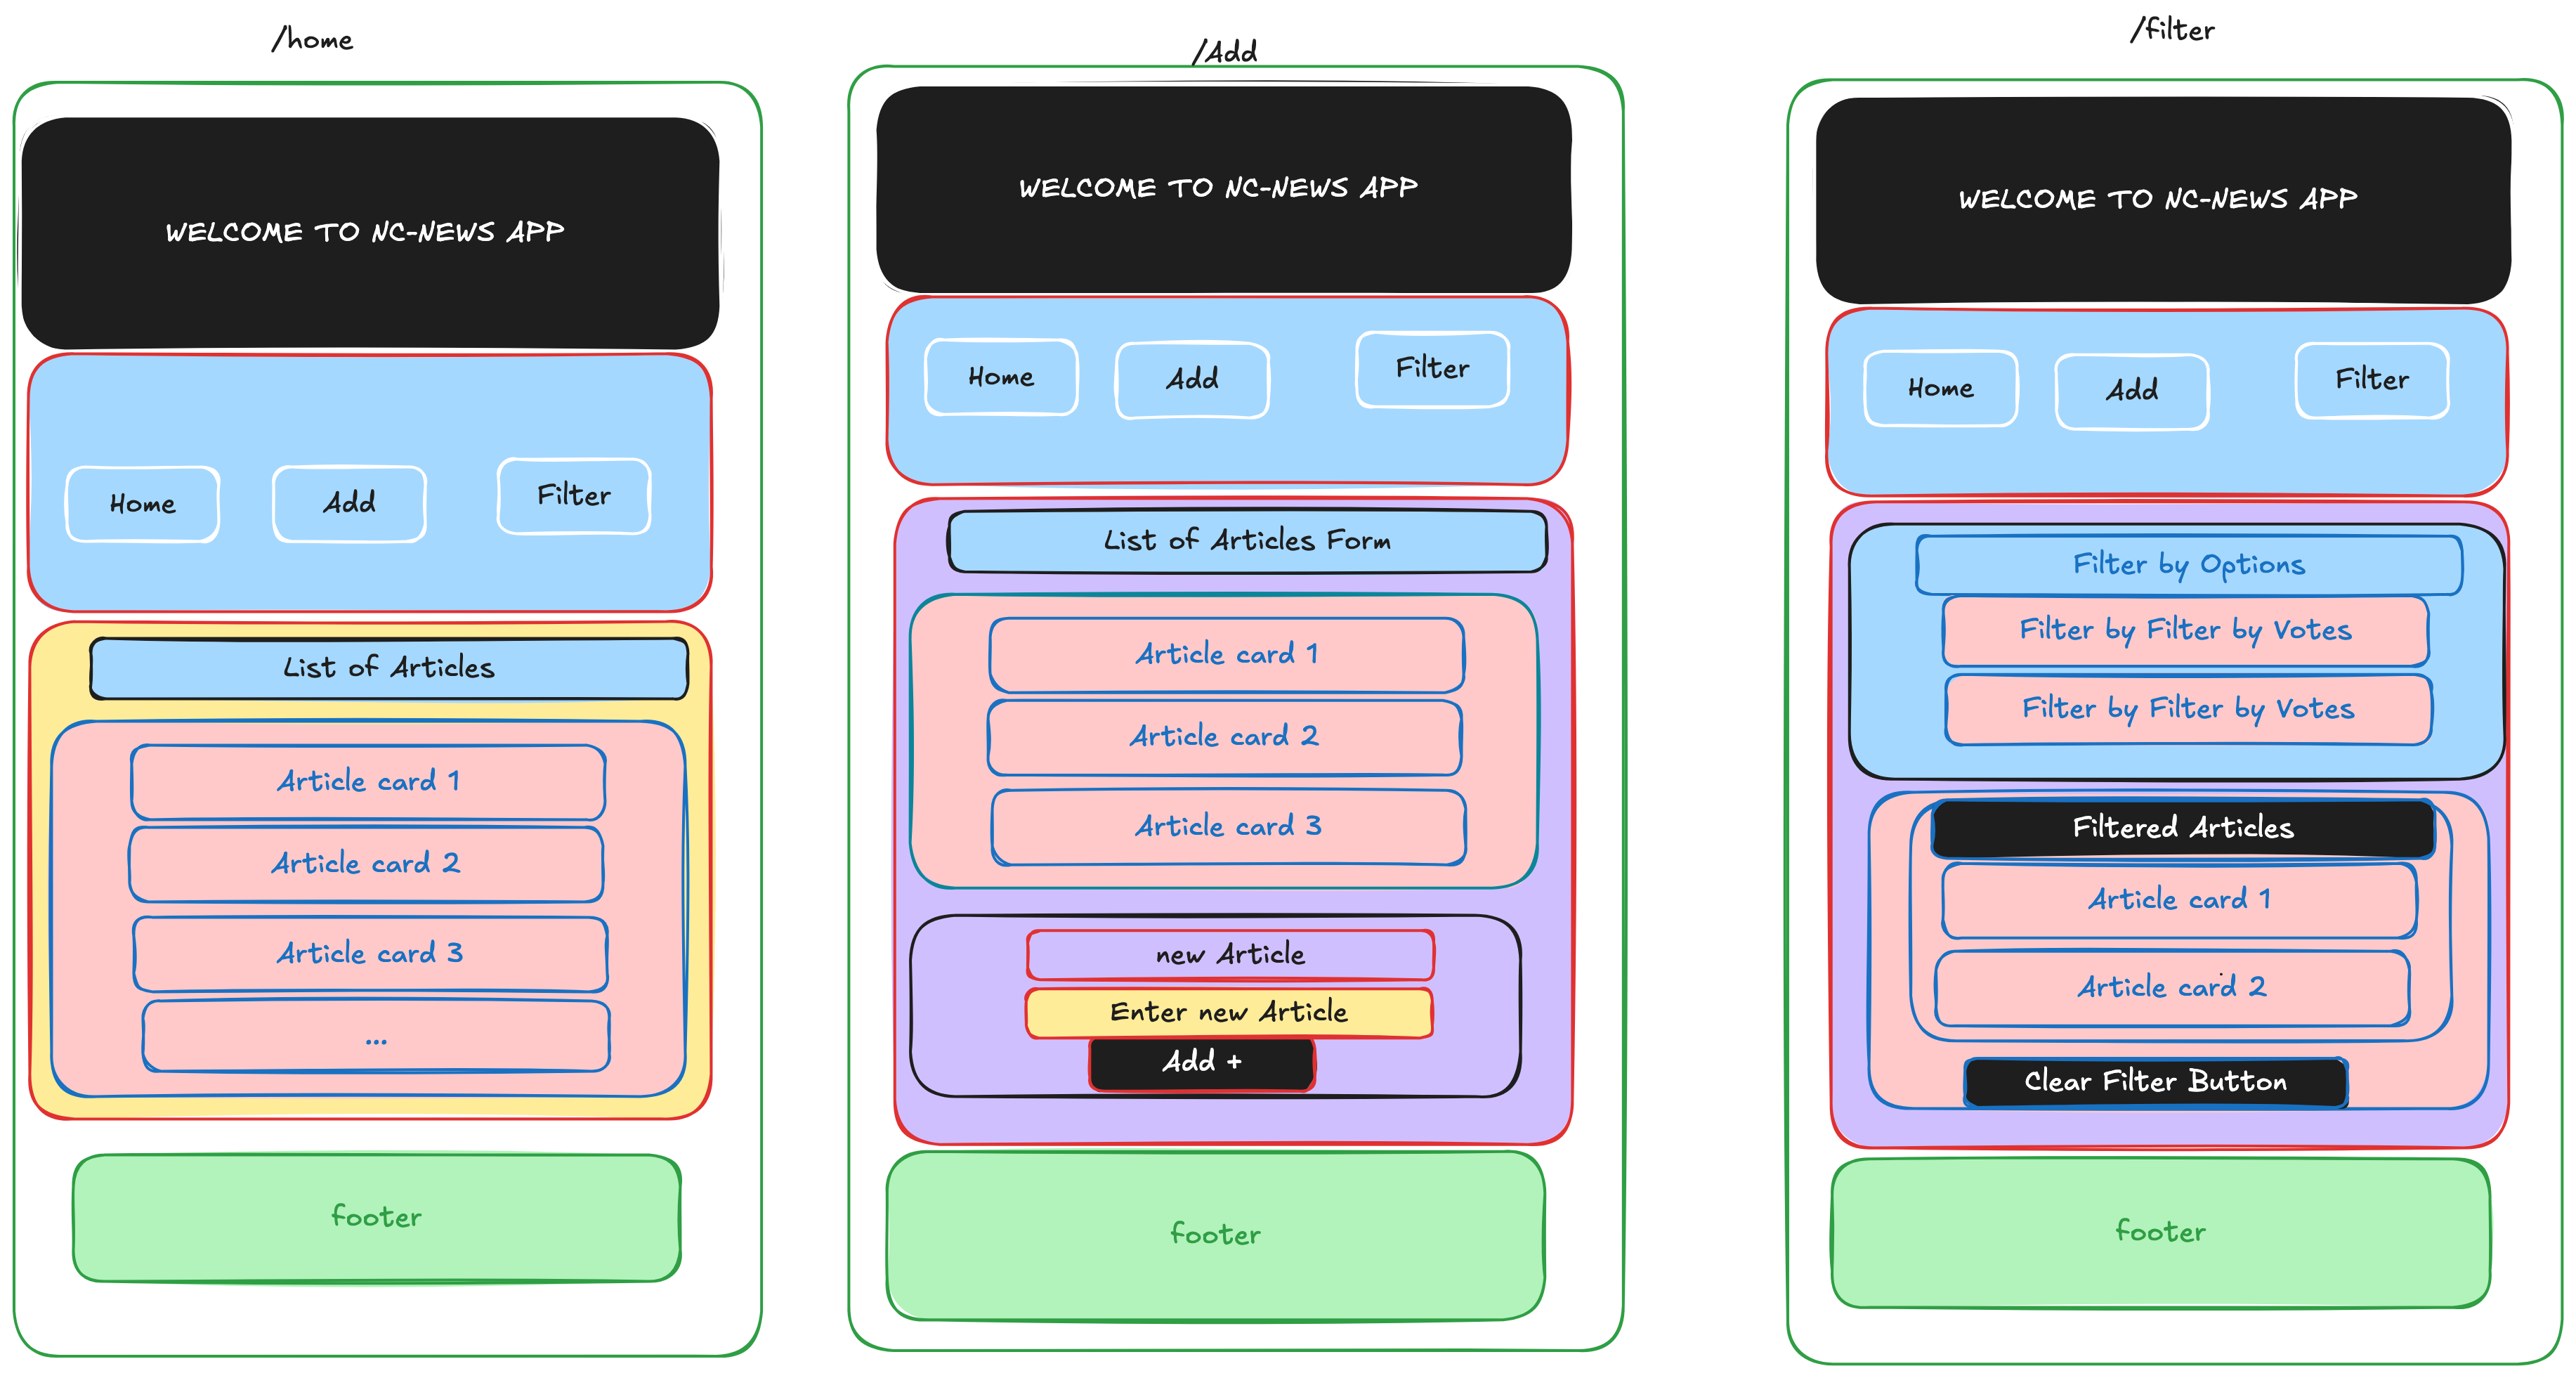 /home
WELCOME TO NC-NEWS APP
Home
Add
Filter
List of Articles
Article card 1
Article card 2
Article card 3
...
footer
/Add
WELCOME TO NC-NEWS APP
Home
Add
Filter
List of Articles Form
Article card 1
Article card 2
Article card 3
new Article
Enter new Article
Add +
footer
/filter
WELCOME TO NC-NEWS APP
Home
Add
Filter
Filter by Options
Filter by Filter by Votes
Filter by Filter by Votes
Filtered Articles
Article card 1
Article card 2
Clear Filter Button
footer